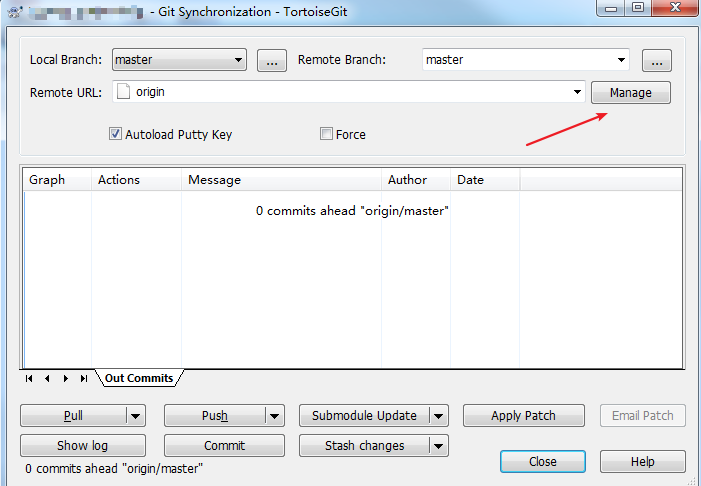 - Git Synchronization - TortoiseGit
Local Branch: master ... Remote Branch: master ...
Remote URL: origin Manage
Autoload Putty Key Force
Graph Actions Message Author Date
0 commits ahead "origin/master"
Out Commits
Pull Push Submodule Update Apply Patch Email Patch
Show log Commit Stash changes
0 commits ahead "origin/master" Close Help